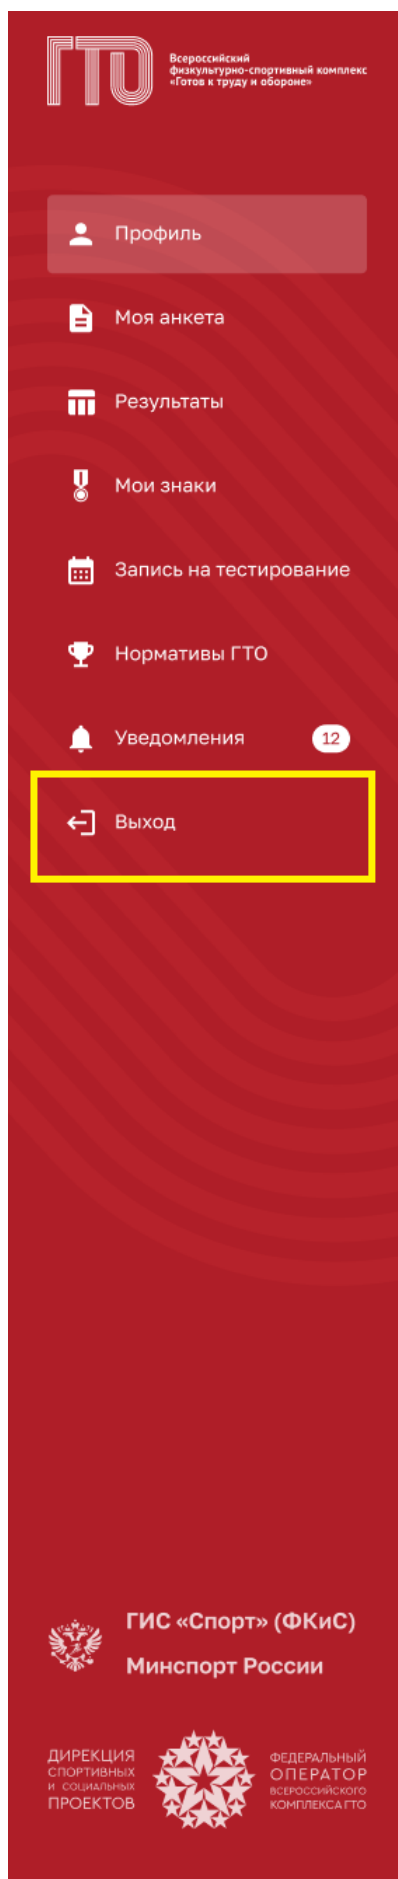 ГТО
Всероссийский
физкультурно-спортивный комплекс
«Готов к труду и обороне»
Профиль
Моя анкета
Результаты
Мои знаки
Запись на тестирование
Нормативы ГТО
Уведомления 12
Выход
ГИС «Спорт» (ФКиС)
Минспорт России
ДИРЕКЦИЯ
СПОРТИВНЫХ
И СОЦИАЛЬНЫХ
ПРОЕКТОВ
ФЕДЕРАЛЬНЫЙ
ОПЕРАТОР
ВСЕРОССИЙСКОГО
КОМПЛЕКСА ГТО